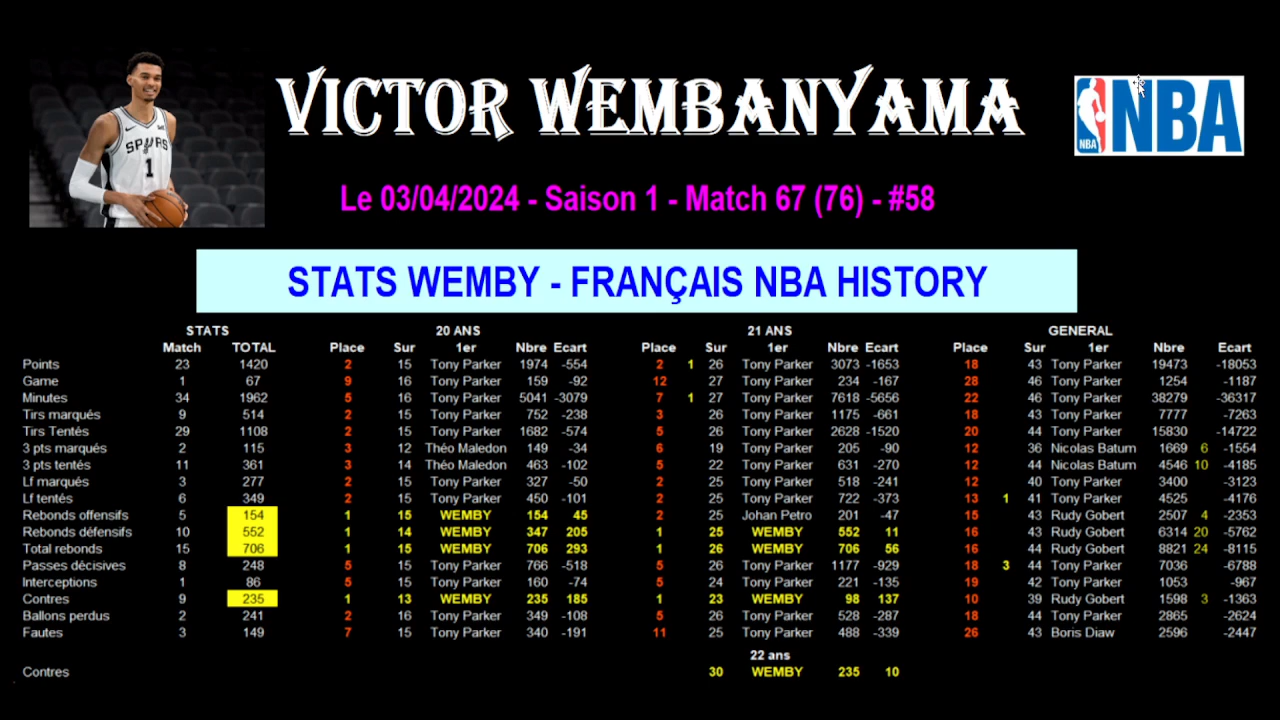 VICTOR WEMBANYAMA
NBA
NBA
SPURS
1
Le 03/04/2024 - Saison 1 - Match 67 (76) - #58
STATS WEMBY - FRANÇAIS NBA HISTORY
STATS 20 ANS 21 ANS GENERAL
Match TOTAL Place Sur 1er Nbre Ecart Place Sur 1er Nbre Ecart Place Sur 1er Nbre Ecart
Points 23 1420 2 15 Tony Parker 1974 -554 2 1 26 Tony Parker 3073 -1653 18 43 Tony Parker 19473 -18053
Game 1 67 9 16 Tony Parker 159 -92 12 27 Tony Parker 234 -167 28 46 Tony Parker 1254 -1187
Minutes 34 1962 5 16 Tony Parker 5041 -3079 7 1 27 Tony Parker 7618 -5656 22 46 Tony Parker 38279 -36317
Tirs marqués 9 514 2 15 Tony Parker 752 -238 3 26 Tony Parker 1175 -661 18 43 Tony Parker 7777 -7263
Tirs Tentés 29 1108 2 15 Tony Parker 1682 -574 5 26 Tony Parker 2628 -1520 20 44 Tony Parker 15830 -14722
3 pts marqués 2 115 3 12 Théo Maledon 149 -34 6 19 Tony Parker 205 -90 12 36 Nicolas Batum 1669 6 -1554
3 pts tentés 11 361 3 14 Théo Maledon 463 -102 5 22 Tony Parker 631 -270 12 44 Nicolas Batum 4546 10 -4185
Lf marqués 3 277 2 15 Tony Parker 327 -50 2 25 Tony Parker 518 -241 12 40 Tony Parker 3400 -3123
Lf tentés 6 349 2 15 Tony Parker 450 -101 2 25 Tony Parker 722 -373 13 1 41 Tony Parker 4525 -4176
Rebonds offensifs 5 154 1 15 WEMBY 154 45 2 25 Johan Petro 201 -47 15 43 Rudy Gobert 2507 4 -2353
Rebonds défensifs 10 552 1 14 WEMBY 347 205 1 25 WEMBY 552 11 16 43 Rudy Gobert 6314 20 -5762
Total rebonds 15 706 1 15 WEMBY 706 293 1 26 WEMBY 706 56 16 44 Rudy Gobert 8821 24 -8115
Passes décisives 8 248 5 15 Tony Parker 766 -518 5 26 Tony Parker 1177 -929 18 3 44 Tony Parker 7036 -6788
Interceptions 1 86 5 15 Tony Parker 160 -74 5 24 Tony Parker 221 -135 19 42 Tony Parker 1053 -967
Contres 9 235 1 13 WEMBY 235 185 1 23 WEMBY 98 137 10 39 Rudy Gobert 1598 3 -1363
Ballons perdus 2 241 2 16 Tony Parker 349 -108 5 26 Tony Parker 528 -287 18 44 Tony Parker 2865 -2624
Fautes 3 149 7 15 Tony Parker 340 -191 11 25 Tony Parker 488 -339 26 43 Boris Diaw 2596 -2447
22 ans
Contres 30 WEMBY 235 10